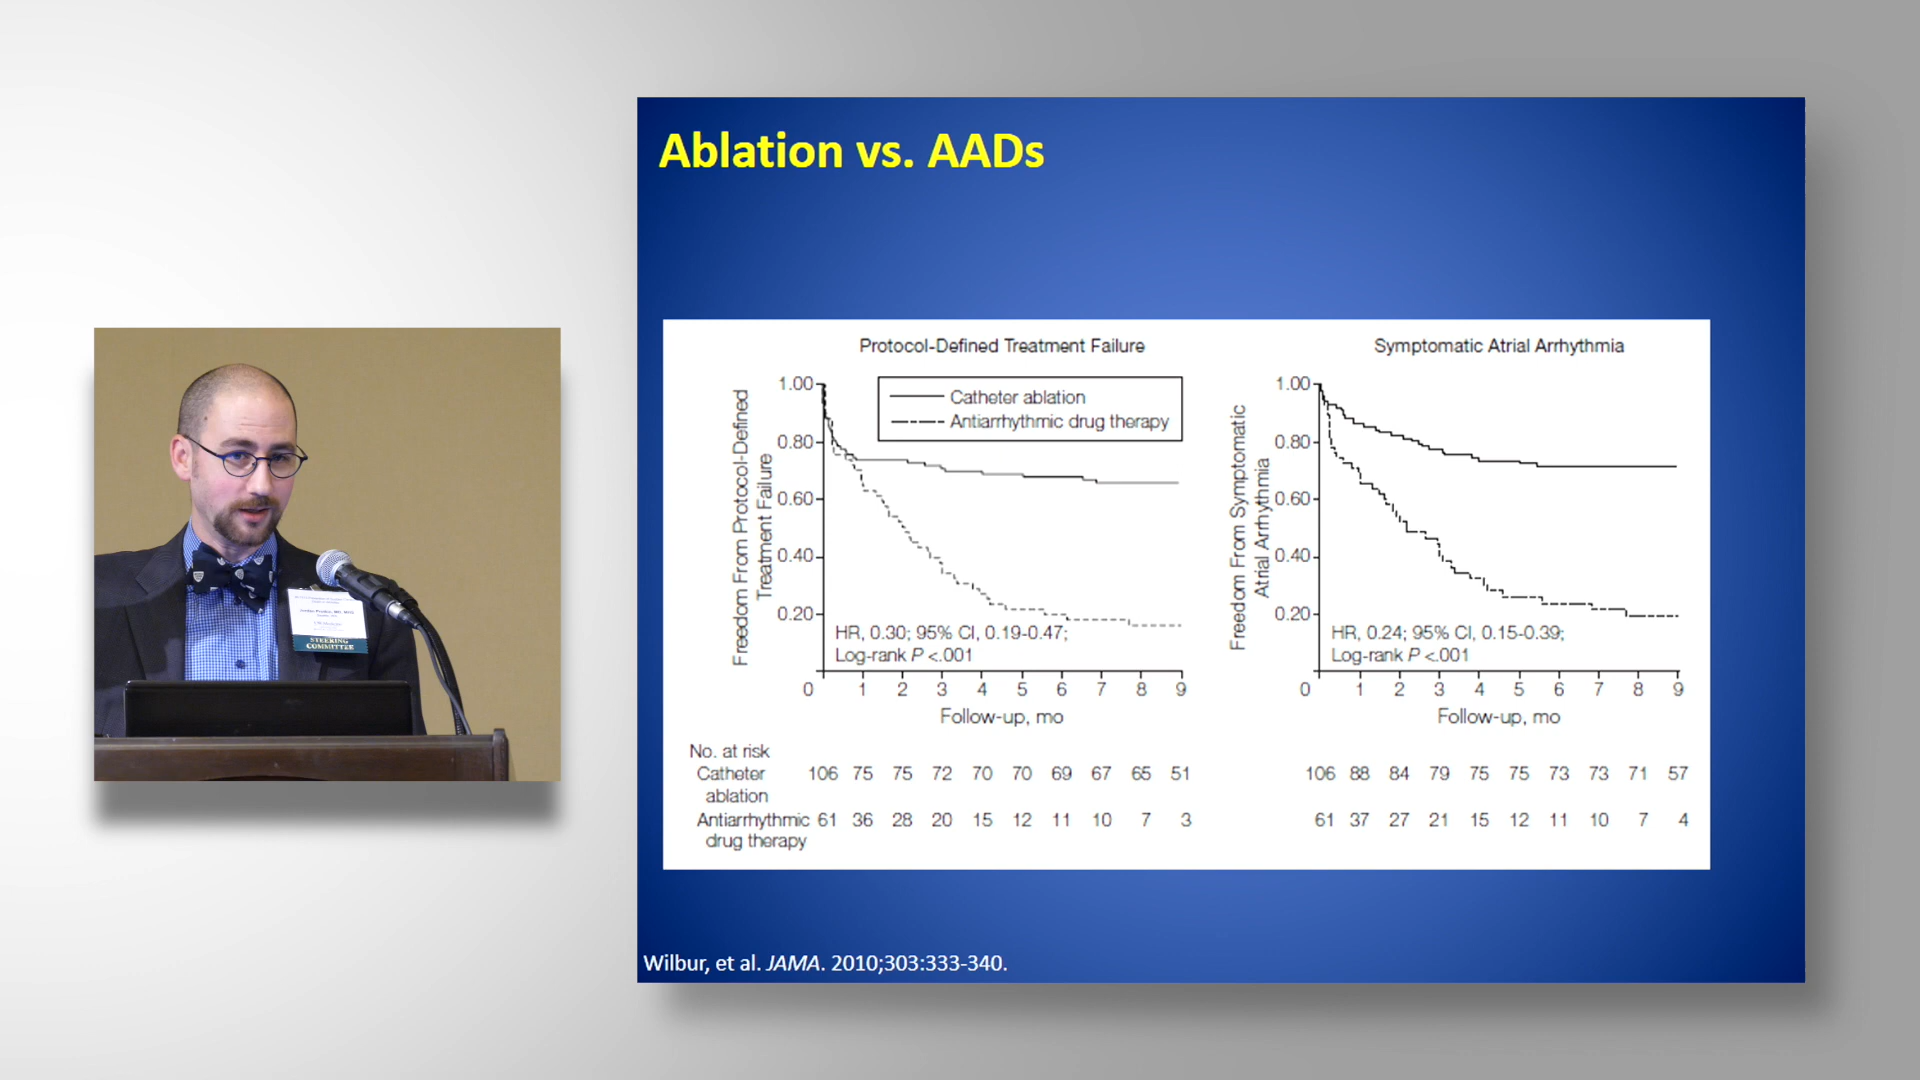 Ablation vs. AADs
Protocol-Defined Treatment Failure
Freedom From Protocol-Defined
Treatment Failure
1.00
0.80
0.60
0.40
0.20
Catheter ablation
Antiarrhythmic drug therapy
HR, 0.30; 95% CI, 0.19-0.47;
Log-rank P <.001
0 1 2 3 4 5 6 7 8 9
Follow-up, mo
Symptomatic Atrial Arrhythmia
Freedom From Symptomatic
Atrial Arrhythmia
1.00
0.80
0.60
0.40
0.20
HR, 0.24; 95% CI, 0.15-0.39;
Log-rank P <.001
0 1 2 3 4 5 6 7 8 9
Follow-up, mo
No. at risk
Catheter 106 75 75 72 70 70 69 67 65 51 106 88 84 79 75 75 73 73 71 57
ablation
Antiarrhythmic 61 36 28 20 15 12 11 10 7 3 61 37 27 21 15 12 11 10 7 4
drug therapy
Wilbur, et al. JAMA. 2010;303:333-340.
STEERING
COMMITTEE